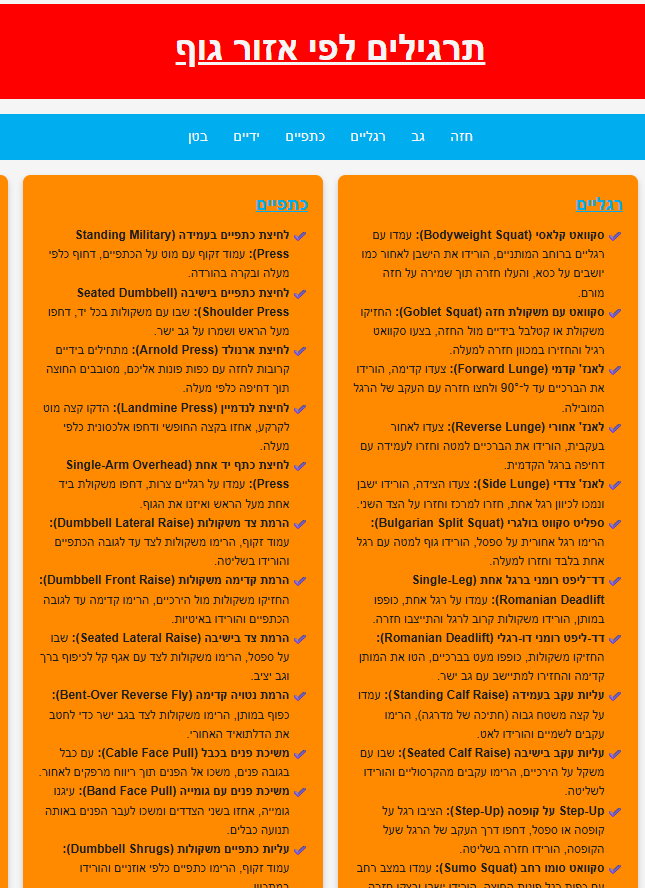 תרגילים לפי אזור גוף
חזה גב רגליים כתפיים ידיים בטן
רגליים
סקוואט קלאסי (Bodyweight Squat): עמדו עם
רגליים ברוחב המותניים, הורידו את הישבן לאחור כמו
יושבים על כסא, והעלו חזרה תוך שמירה על חזה
מורם.
סקוואט עם משקולת חזה (Goblet Squat): החזיקו
משקולת או קטלבל בידיים מול החזה, בצעו סקוואט
רגיל והחזירו במכוון חזרה למעלה.
לאנז' קדמי (Forward Lunge): צעדו קדימה, הורידו
את הברכיים עד ל־90° ולחצו חזרה עם העקב של הרגל
המובילה.
לאנז' אחורי (Reverse Lunge): צעדו לאחור
בעקבית, הורידו את הברכיים למטה וחזרו לעמידה עם
דחיפה ברגל הקדמית.
לאנז' צדדי (Side Lunge): צעדו הצידה, הורידו ישבן
ונמכו לכיוון רגל אחת, חזרו למרכז וחזרו על הצד השני.
ספליט סקווט בולגרי (Bulgarian Split Squat):
הרימו רגל אחורית על ספסל, הורידו גוף למטה עם רגל
אחת בלבד וחזרו למעלה.
דד־ליפט רומני ברגל אחת (Single-Leg
Romanian Deadlift): עמדו על רגל אחת, כופפו
במותן, הורידו משקולות קרוב לרגל והתייצבו חזרה.
דד-ליפט רומני דו-רגלי (Romanian Deadlift):
החזיקו משקולות, כופפו מעט בברכיים, הטו את המותן
קדימה והחזירו למתיישב עם גב ישר.
עליות עקב בעמידה (Standing Calf Raise): עמדו
על קצה משטח גבוה (חתיכה של מדרגה), הרימו
עקבים לשמיים והורידו לאט.
עליות עקב בישיבה (Seated Calf Raise): שבו עם
משקל על הירכיים, הרימו עקבים מהקרסוליים והורידו
לשליטה.
Step-Up על קופסה (Step-Up): הציבו רגל על
קופסה או ספסל, דחפו דרך העקב של הרגל שעל
הקופסה, הורידו חזרה בשליטה.
סקוואט סומו רחב (Sumo Squat): עמדו במצב רחב
כתפיים
לחיצת כתפיים בעמידה (Standing Military
Press): עמוד זקוף עם מוט על הכתפיים, דחוף כלפי
מעלה ובקרה בהורדה.
לחיצת כתפיים בישיבה (Seated Dumbbell
Shoulder Press): שבו עם משקולות בכל יד, דחפו
מעל הראש ושמרו על גב ישר.
לחיצת ארנולד (Arnold Press): מתחילים בידיים
קרובות לחזה עם כפות פונות אליכם, מסובבים החוצה
תוך דחיפה כלפי מעלה.
לחיצת לנדמיין (Landmine Press): הדקו קצה מוט
לקרקע, אחזו בקצה החופשי ודחפו אלכסונית כלפי
מעלה.
לחיצת כתף יד אחת (Single-Arm Overhead
Press): עמדו על רגליים צרות, דחפו משקולת ביד
אחת מעל הראש ואיזנו את הגוף.
הרמת צד משקולות (Dumbbell Lateral Raise):
עמוד זקוף, הרימו משקולות לצד עד לגובה הכתפיים
והורידו בשליטה.
הרמת קדימה משקולות (Dumbbell Front Raise):
החזיקו משקולות מול הירכיים, הרימו קדימה עד לגובה
הכתפיים והורידו באיטיות.
הרמת צד בישיבה (Seated Lateral Raise): שבו
על ספסל, הרימו משקולות לצד עם אגף קל לכיפוף ברך
וגב יציב.
הרמת נטויה קדימה (Bent-Over Reverse Fly):
כפוף במותן, הרימו משקולות לצד בגב ישר כדי לחטב
את הדלתואיד האחורי.
משיכת פנים בכבל (Cable Face Pull): עם כבל
בגובה פנים, משכו אל הפנים תוך ריווח מרפקים לאחור.
משיכת פנים עם גומייה (Band Face Pull): עיגנו
גומייה, אחזו בשני הצדדים ומשכו לעבר הפנים באותה
תנועה כבלים.
עליות כתפיים משקולות (Dumbbell Shrugs):
עמוד זקוף, הרימו כתפיים כלפי אוזניים והורידו